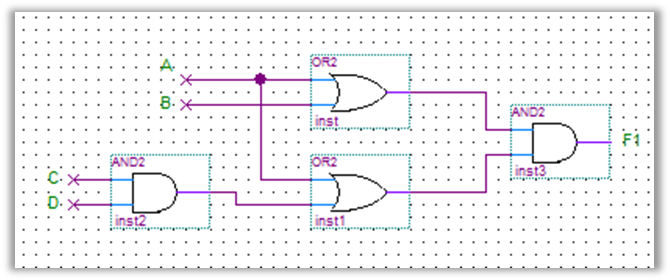 A
OR2
B
inst
AND2
F1
inst3
AND2
OR2
C
D
inst2
inst1